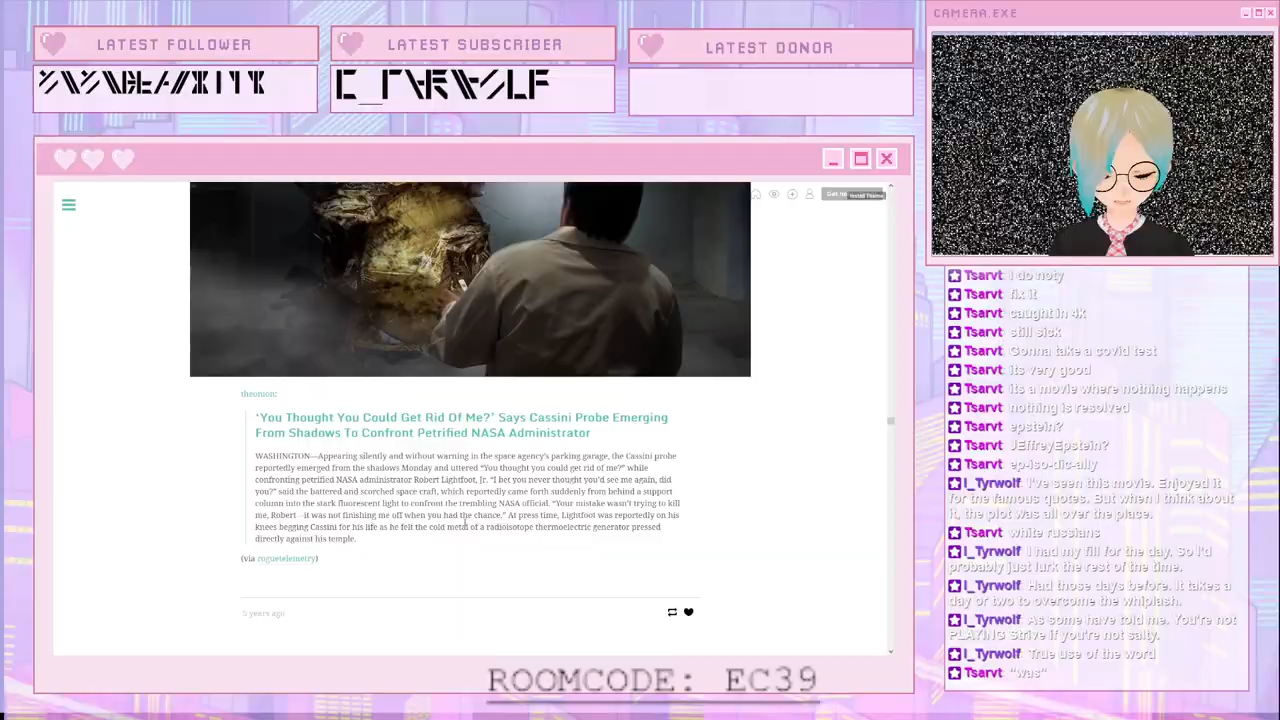 LATEST FOLLOWER
LATEST SUBSCRIBER
LATEST DONOR
CAMERA.EXE
theonion:
‘You Thought You Could Get Rid Of Me?’ Says Cassini Probe Emerging
From Shadows To Confront Petrified NASA Administrator
WASHINGTON—Appearing silently and without warning in the space agency’s parking garage, the Cassini probe
reportedly emerged from the shadows Monday and uttered “You thought you could get rid of me?” while
confronting petrified NASA administrator Robert Lightfoot, Jr. “I bet you never thought you’d see me again, did
you?” said the battered and scorched space craft, which reportedly came forth suddenly from behind a support
column into the stark fluorescent light to confront the trembling NASA official. “Your mistake wasn’t trying to kill
me, Robert—it was not finishing me off when you had the chance.” At press time, Lightfoot was reportedly on his
knees begging Cassini for his life as he felt the cold metal of a radioisotope thermoelectric generator pressed
directly against his temple.
(via roguetelemetry)
5 years ago
ROOMCODE: EC39
Tsarvt: i do noty
Tsarvt: fix it
Tsarvt: caught in 4k
Tsarvt: still sick
Tsarvt: Gonna take a covid test
Tsarvt: its very good
Tsarvt: its a movie where nothing happens
Tsarvt: nothing is resolved
Tsarvt: epstein?
Tsarvt: JEffreyEpstein?
Tsarvt: ep-iso-dic-ally
I_Tyrwolf: I've seen this movie. Enjoyed it
for the famous quotes. But when I think about
it, the plot was all over the place.
Tsarvt: white russians
I_Tyrwolf: I had my fill for the day. So I'd
probably just lurk the rest of the time.
I_Tyrwolf: Had those days before. It takes a
day or two to overcome the whiplash.
I_Tyrwolf: As some have told me. You're not
PLAYING Strive if you're not salty.
I_Tyrwolf: True use of the word
Tsarvt: "was"